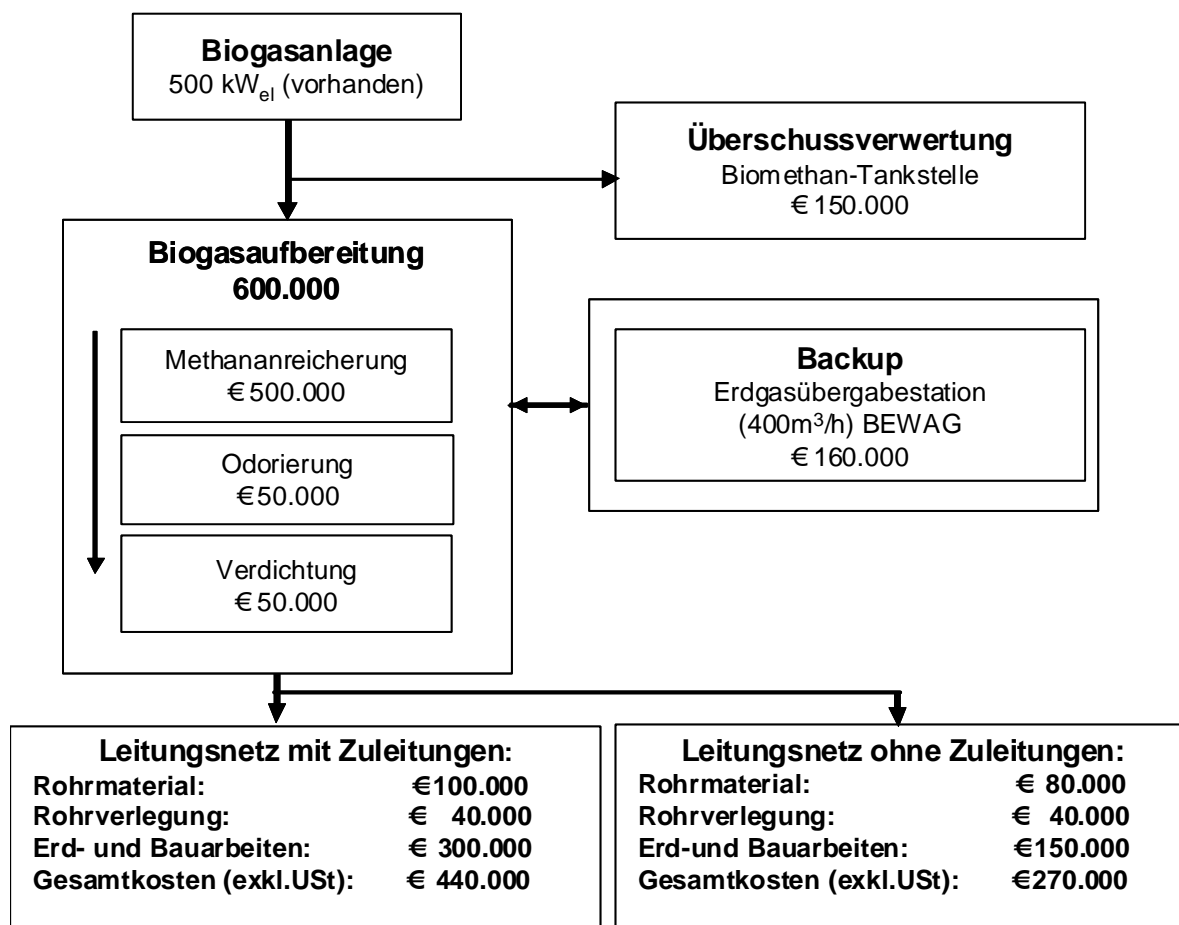 Biogasanlage
500 kWel (vorhanden)
Überschussverwertung
Biomethan-Tankstelle
€ 150.000
Biogasaufbereitung
600.000
Methananreicherung
€ 500.000
Odorierung
€ 50.000
Verdichtung
€ 50.000
Backup
Erdgasübergabestation
(400m³/h) BEWAG
€ 160.000
Leitungsnetz mit Zuleitungen:
Rohrmaterial: €100.000
Rohrverlegung: € 40.000
Erd- und Bauarbeiten: € 300.000
Gesamtkosten (exkl.USt): € 440.000
Leitungsnetz ohne Zuleitungen:
Rohrmaterial: € 80.000
Rohrverlegung: € 40.000
Erd-und Bauarbeiten: €150.000
Gesamtkosten (exkl.USt): €270.000